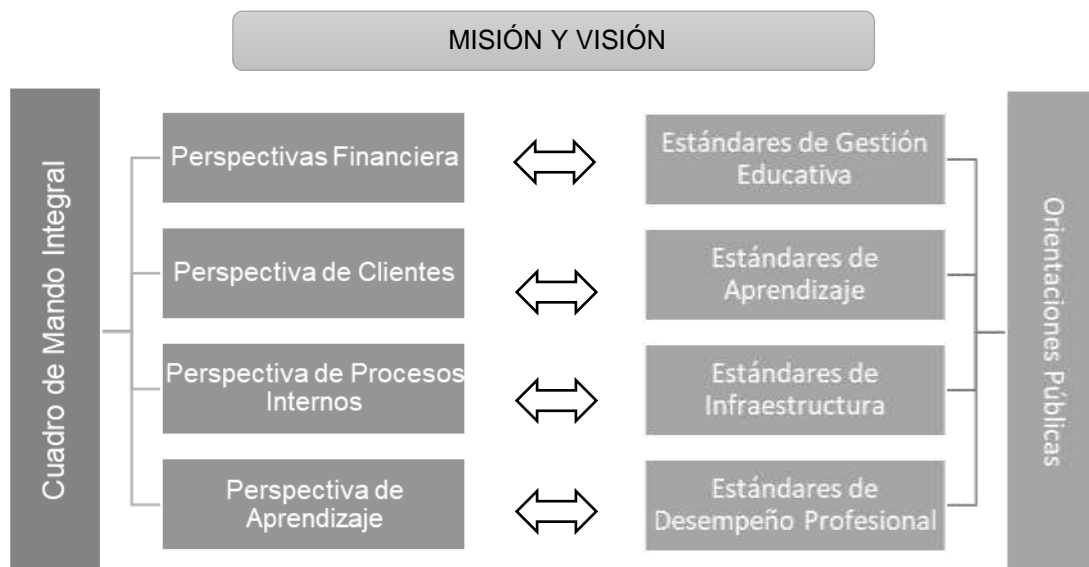 MISIÓN Y VISIÓN
Cuadro de Mando Integral
Perspectivas Financiera
Perspectiva de Clientes
Perspectiva de Procesos
Internos
Perspectiva de
Aprendizaje
Estándares de Gestión
Educativa
Estándares de
Aprendizaje
Estándares de
Infraestructura
Estándares de
Desempeño Profesional
Orientaciones Públicas